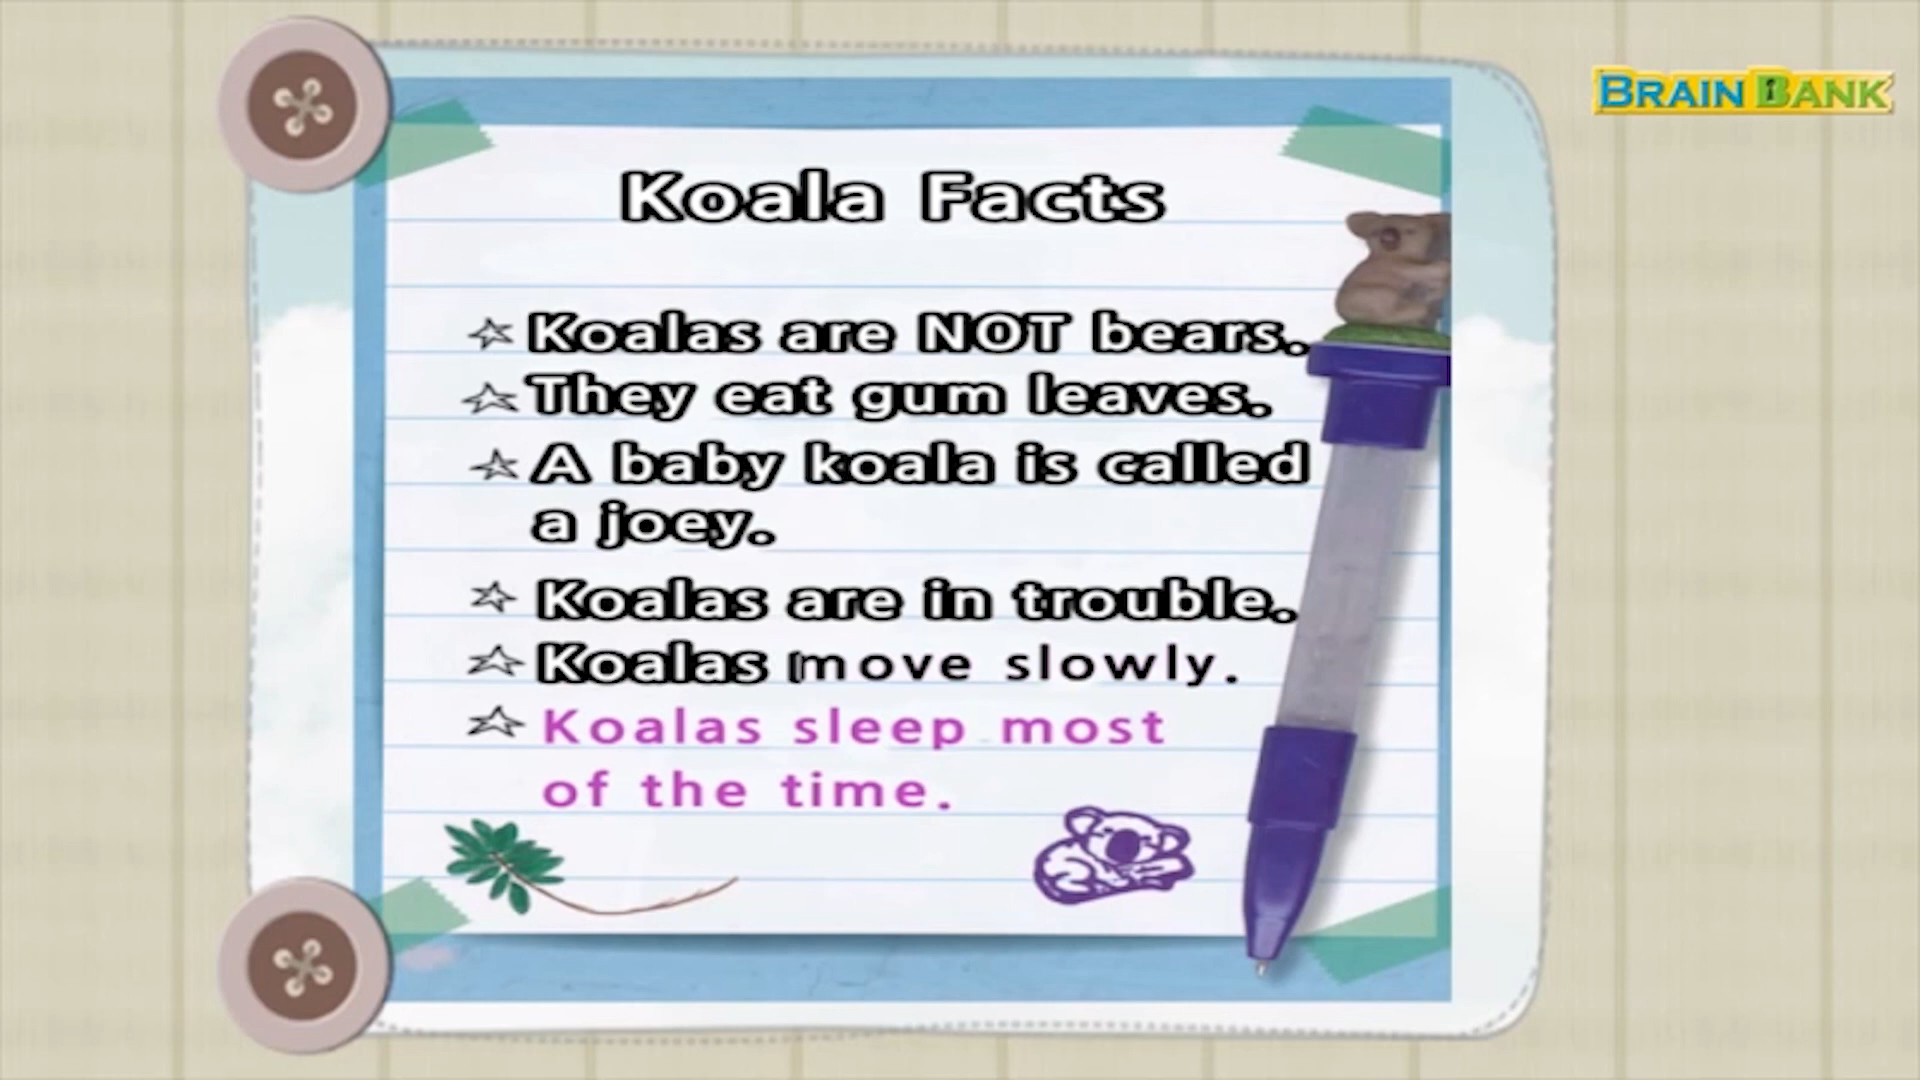 BRAIN BANK
Koala Facts
Koalas are NOT bears.
They eat gum leaves.
A baby koala is called
a joey.
Koalas are in trouble.
Koalas move slowly.
Koalas sleep most
of the time.